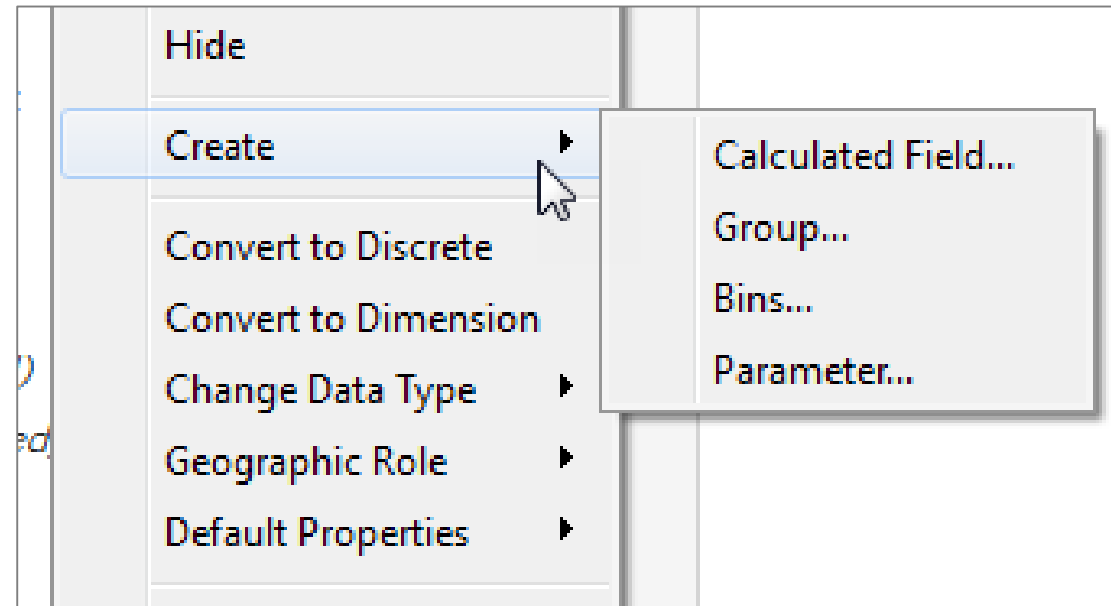 Hide
Create
Calculated Field...
Group...
Bins...
Parameter...
Convert to Discrete
Convert to Dimension
Change Data Type
Geographic Role
Default Properties